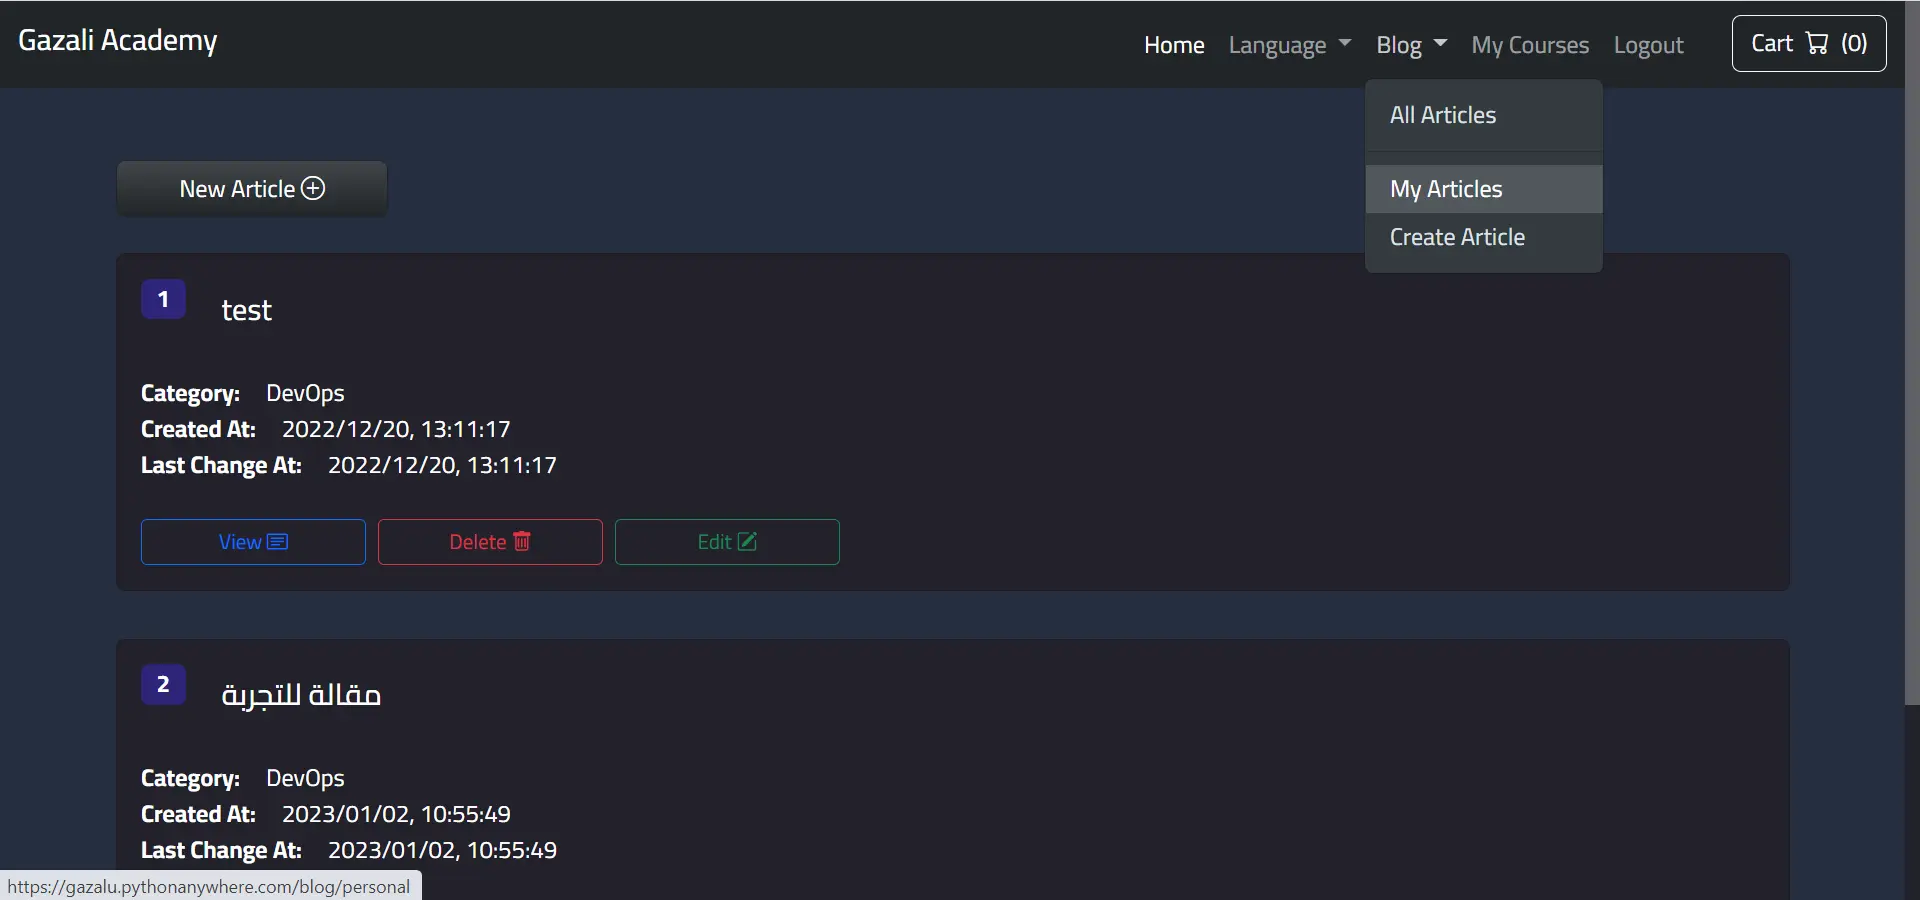 Gazali Academy
Home Language Blog My Courses Logout Cart (0)
All Articles
My Articles
Create Article
New Article
1 test
Category: DevOps
Created At: 2022/12/20, 13:11:17
Last Change At: 2022/12/20, 13:11:17
View Delete Edit
2 مقالة للتجربة
Category: DevOps
Created At: 2023/01/02, 10:55:49
Last Change At: 2023/01/02, 10:55:49
https://gazalu.pythonanywhere.com/blog/personal